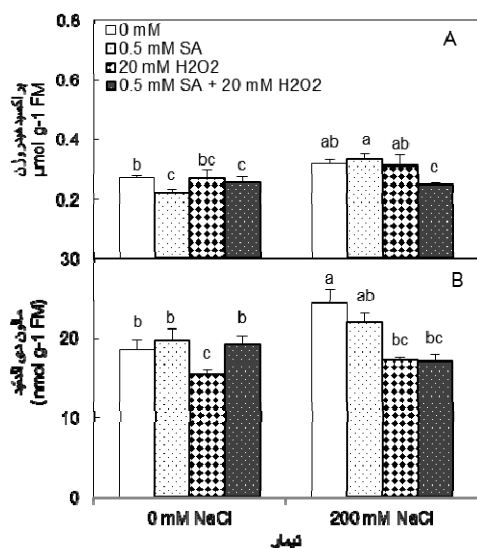 A
0 mM
0.5 mM SA
20 mM H2O2
0.5 mM SA + 20 mM H2O2
پراکسید هیدروژن
µmol g-1 FM
0.8
0.6
0.4
0.2
b c bc c
ab a ab c
B
مالون دی آلدئید
(nmol g-1 FM)
30
20
10
0
b b c b
a ab bc bc
0 mM NaCl 200 mM NaCl
تیمار